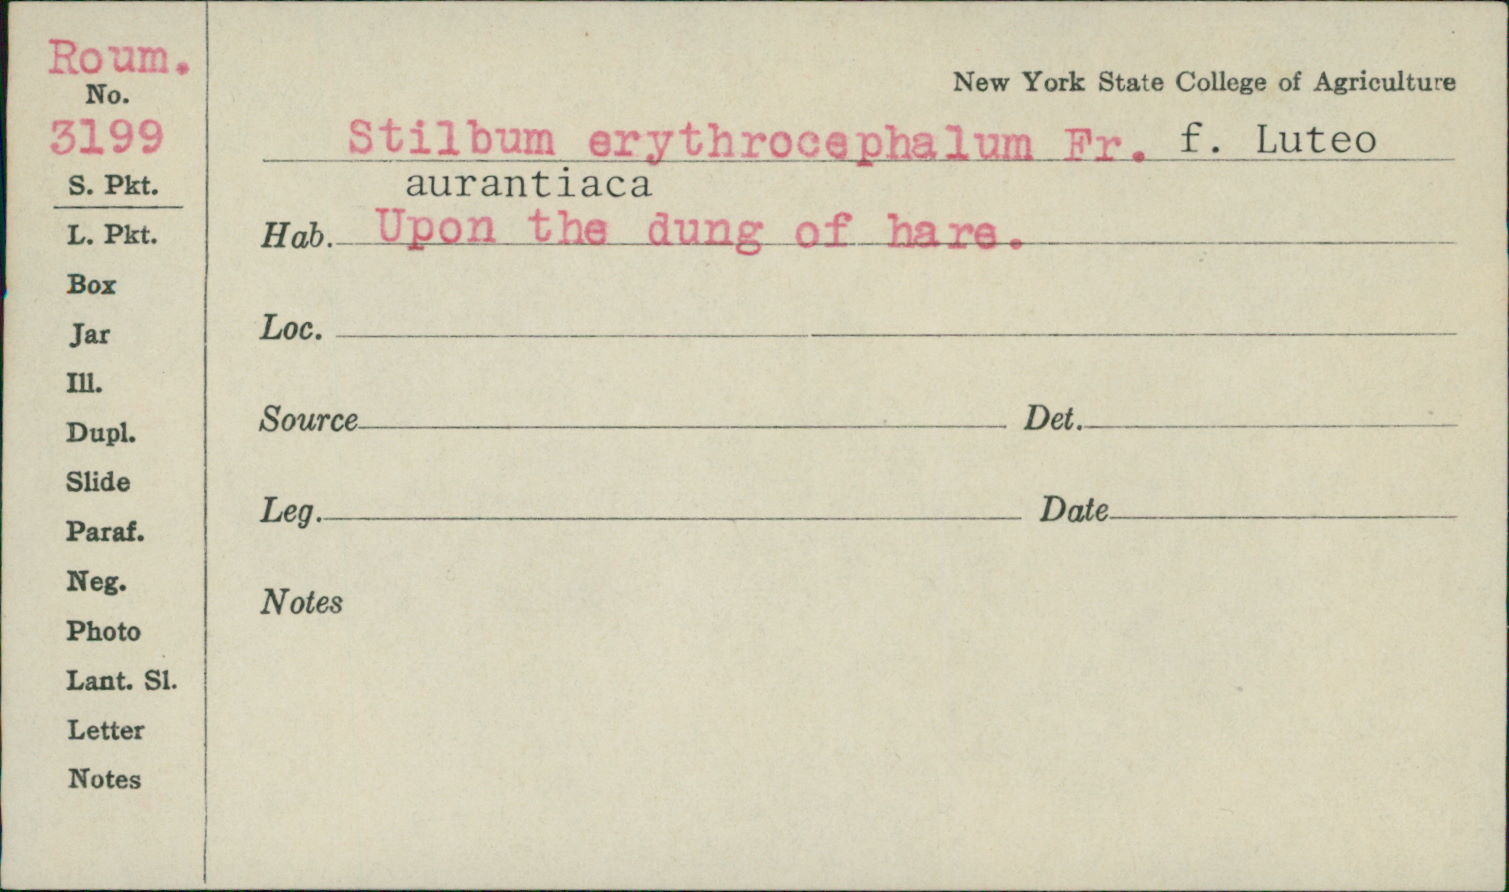 Roum.
No.
3199
S. Pkt.
L. Pkt.
Box
Jar
Ill.
Dupl.
Slide
Paraf.
Neg.
Photo
Lant. Sl.
Letter
Notes
New York State College of Agriculture
Stilbum erythrocephalum Fr. f. Luteo
aurantiaca
Hab. Upon the dung of hare.
Loc.
Source Det.
Leg. Date
Notes